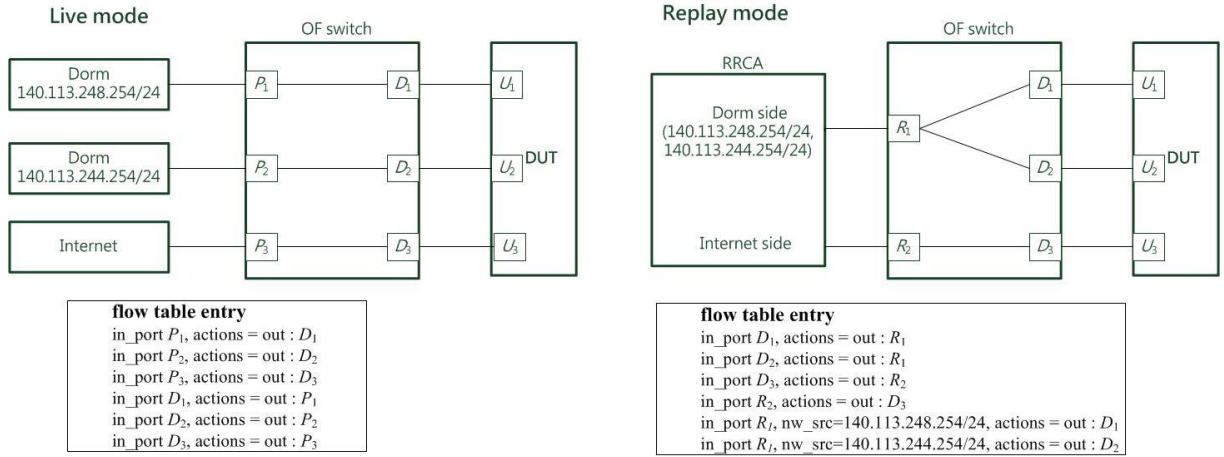 Live mode
OF switch
Dorm
140.113.248.254/24
P1
D1
U1
Dorm
140.113.244.254/24
P2
D2
U2
DUT
Internet
P3
D3
U3
flow table entry
in_port P1, actions = out : D1
in_port P2, actions = out : D2
in_port P3, actions = out : D3
in_port D1, actions = out : P1
in_port D2, actions = out : P2
in_port D3, actions = out : P3
Replay mode
OF switch
RRCA
Dorm side
(140.113.248.254/24,
140.113.244.254/24)
Internet side
R1
R2
D1
D2
D3
U1
U2
U3
DUT
flow table entry
in_port D1, actions = out : R1
in_port D2, actions = out : R1
in_port D3, actions = out : R2
in_port R2, actions = out : D3
in_port R1, nw_src=140.113.248.254/24, actions = out : D1
in_port R1, nw_src=140.113.244.254/24, actions = out : D2